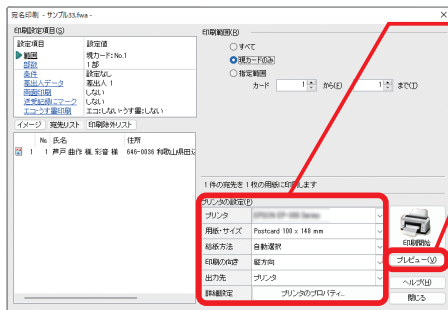 宛名印刷 - サンプル33.fwa -
印刷設定項目(S)
設定項目 設定値
範囲 現カード:No.1
部数 1 部
条件 設定なし
差出人データ 差出人 1
両面印刷 しない
送受記録にマーク しない
エコ・うす墨印刷 エコ:しない・うす墨:しない
イメージ 宛先リスト 印刷除外リスト
№ 氏名 住所
1 1 芦戸 曲作 様, 彩音 様 646-0036 和歌山県田辺
印刷範囲(R)
すべて
現カードのみ
指定範囲
カード 1 から(E) 1 まで(T)
1 件の宛先を 1 枚の用紙に印刷します
プリンタの設定(P)
プリンタ
用紙・サイズ Postcard 100 x 148 mm
給紙方法 自動選択
印刷の向き 縦方向
出力先 プリンタ
詳細設定 プリンタのプロパティ...
印刷開始
プレビュー(V)
ヘルプ(H)
閉じる